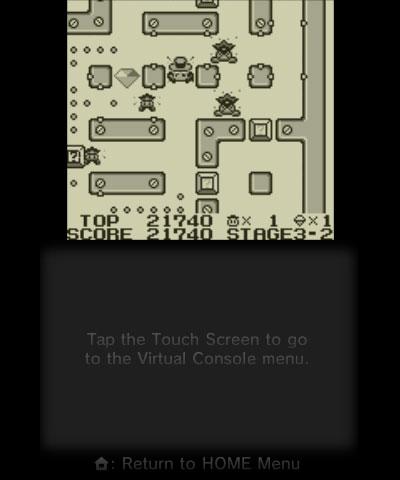 ?
TOP 21740 × 1 ×1
SCORE 21740 STAGE3-2
Tap the Touch Screen to go
to the Virtual Console menu.
: Return to HOME Menu